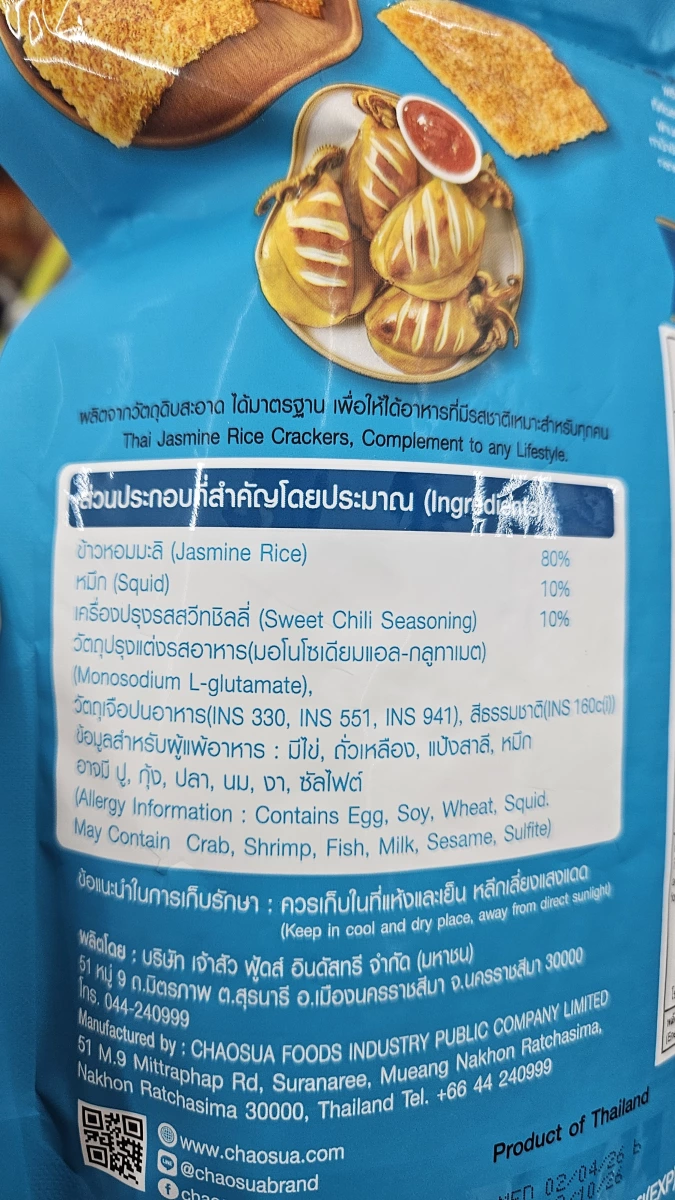 ผลิตจากวัตถุดิบสะอาด ได้มาตรฐาน เพื่อให้ได้อาหารที่มีรสชาติเหมาะสำหรับทุกคน
Thai Jasmine Rice Crackers, Complement to any Lifestyle.
ส่วนประกอบที่สำคัญโดยประมาณ (Ingredients)
ข้าวหอมมะลิ (Jasmine Rice) 80%
หมึก (Squid) 10%
เครื่องปรุงรสสวีทชิลลี่ (Sweet Chili Seasoning) 10%
วัตถุปรุงแต่งรสอาหาร(มอโนโซเดียมแอล-กลูทาเมต)
(Monosodium L-glutamate),
วัตถุเจือปนอาหาร(INS 330, INS 551, INS 941), สีธรรมชาติ(INS 160c(i))
ข้อมูลสำหรับผู้แพ้อาหาร : มีไข่, ถั่วเหลือง, แป้งสาลี, หมึก
อาจมี ปู, กุ้ง, ปลา, นม, งา, ซัลไฟต์
(Allergy Information : Contains Egg, Soy, Wheat, Squid.
May Contain Crab, Shrimp, Fish, Milk, Sesame, Sulfite)
ข้อแนะนำในการเก็บรักษา : ควรเก็บในที่แห้งและเย็น หลีกเลี่ยงแสงแดด
(Keep in cool and dry place, away from direct sunlight)
ผลิตโดย : บริษัท เจ้าสัว ฟู้ดส์ อินดัสทรี จำกัด (มหาชน)
51 หมู่ 9 ถ.มิตรภาพ ต.สุรนารี อ.เมืองนครราชสีมา จ.นครราชสีมา 30000
โทร. 044-240999
Manufactured by : CHAOSUA FOODS INDUSTRY PUBLIC COMPANY LIMITED
51 M.9 Mittraphap Rd, Suranaree, Mueang Nakhon Ratchasima,
Nakhon Ratchasima 30000, Thailand Tel. +66 44 240999
www.chaosua.com
@chaosuabrand
Product of Thailand
02/04/26